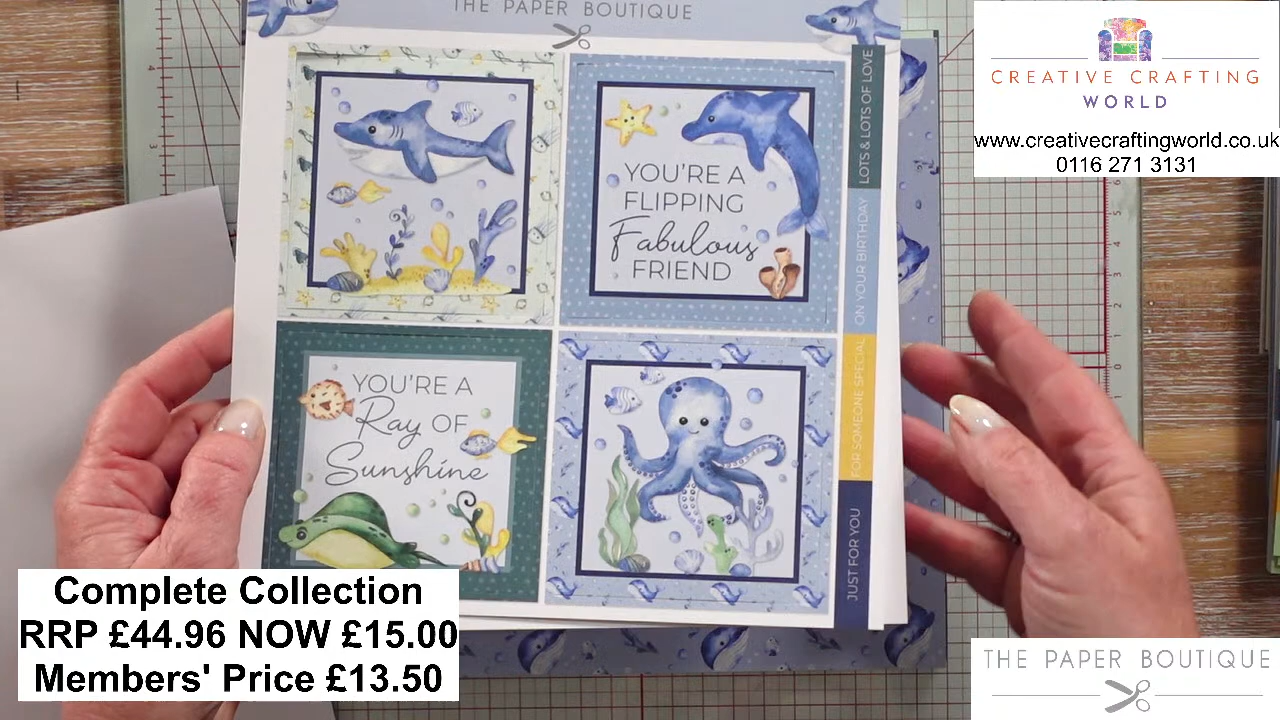 THE PAPER BOUTIQUE
YOU'RE A
FLIPPING
Fabulous
FRIEND
YOU'RE A
Ray OF
Sunshine
LOTS & LOTS OF LOVE
ON YOUR BIRTHDAY
FOR SOMEONE SPECIAL
JUST FOR YOU
CREATIVE CRAFTING
WORLD
www.creativecraftingworld.co.uk
0116 271 3131
Complete Collection
RRP £44.96 NOW £15.00
Members' Price £13.50
THE PAPER BOUTIQUE